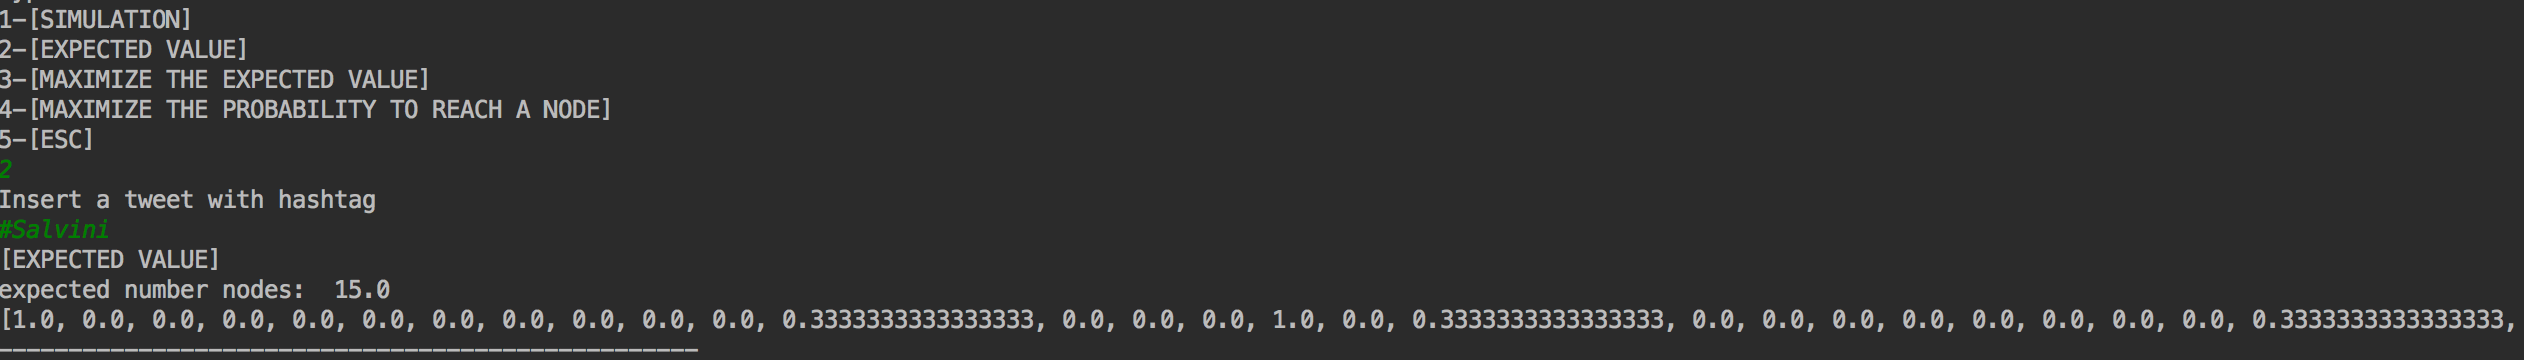 1-[SIMULATION]
2-[EXPECTED VALUE]
3-[MAXIMIZE THE EXPECTED VALUE]
4-[MAXIMIZE THE PROBABILITY TO REACH A NODE]
5-[ESC]
2
Insert a tweet with hashtag
#Salvini
[EXPECTED VALUE]
expected number nodes:  15.0
[1.0, 0.0, 0.0, 0.0, 0.0, 0.0, 0.0, 0.0, 0.0, 0.0, 0.0, 0.3333333333333333, 0.0, 0.0, 0.0, 1.0, 0.0, 0.3333333333333333, 0.0, 0.0, 0.0, 0.0, 0.0, 0.0, 0.0, 0.0, 0.3333333333333333,